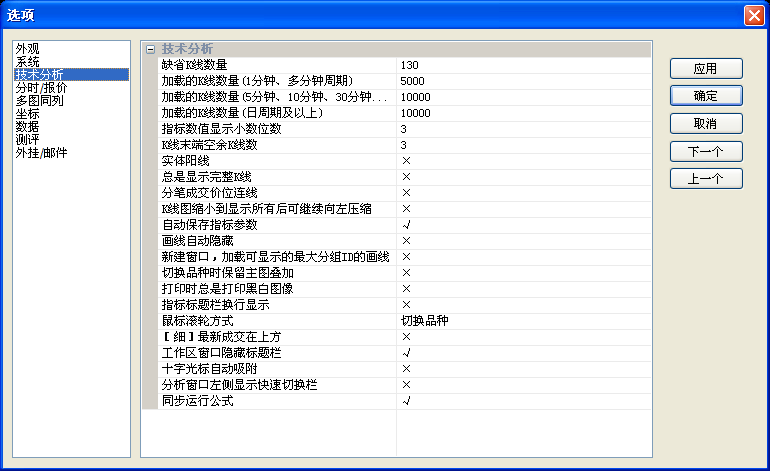 选项
外观
系统
技术分析
分时/报价
多图同列
坐标
数据
测评
外挂/邮件
技术分析
缺省K线数量 130
加载的K线数量(1分钟、多分钟周期) 5000
加载的K线数量(5分钟、10分钟、30分钟... 10000
加载的K线数量(日周期及以上) 10000
指标数值显示小数位数 3
K线末端空余K线数 3
实体阳线 ×
总是显示完整K线 ×
分笔成交价位连线 ×
K线图缩小到显示所有后可继续向左压缩 ×
自动保存指标参数 √
画线自动隐藏 ×
新建窗口，加载可显示的最大分组ID的画线 ×
切换品种时保留主图叠加 ×
打印时总是打印黑白图像 ×
指标标题栏换行显示 ×
鼠标滚轮方式 切换品种
【细】最新成交在上方 ×
工作区窗口隐藏标题栏 √
十字光标自动吸附 ×
分析窗口左侧显示快速切换栏 ×
同步运行公式 √
应用
确定
取消
下一个
上一个